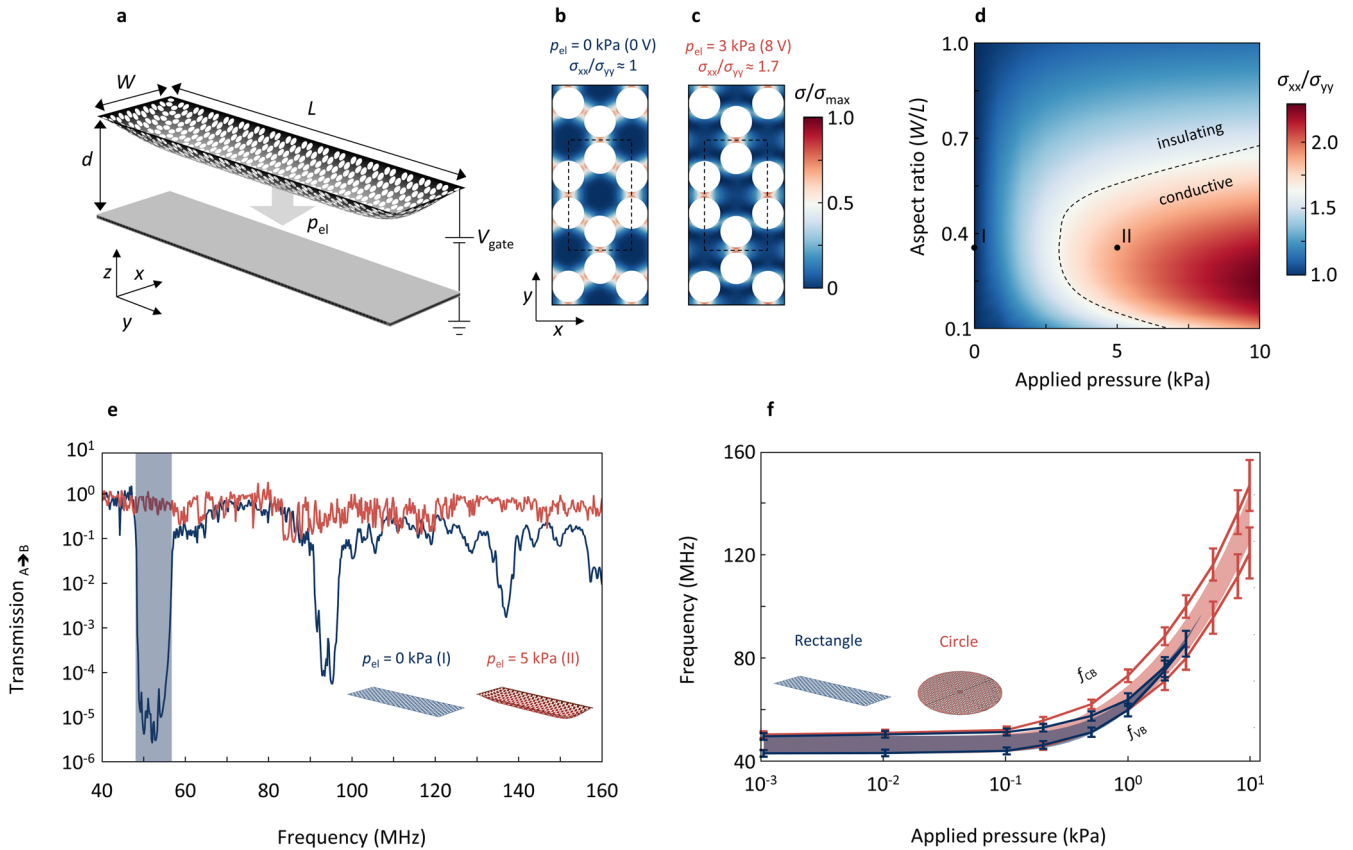 a
W
L
d
p_el
V_gate
z
x
y
b
p_el = 0 kPa (0 V)
σ_xx/σ_yy ≈ 1
c
p_el = 3 kPa (8 V)
σ_xx/σ_yy ≈ 1.7
σ/σ_max
1.0
0.5
0
y
x
d
1.0
0.7
0.4
0.1
Aspect ratio (W/L)
insulating
conductive
I
II
0
5
10
Applied pressure (kPa)
σ_xx/σ_yy
2.0
1.5
1.0
e
10^1
10^0
10^-1
10^-2
10^-3
10^-4
10^-5
10^-6
Transmission A➔B
p_el = 0 kPa (I)
p_el = 5 kPa (II)
40
60
80
100
120
140
160
Frequency (MHz)
f
160
120
80
40
Frequency (MHz)
Rectangle
Circle
f_CB
f_VB
10^-3
10^-2
10^-1
10^0
10^1
Applied pressure (kPa)